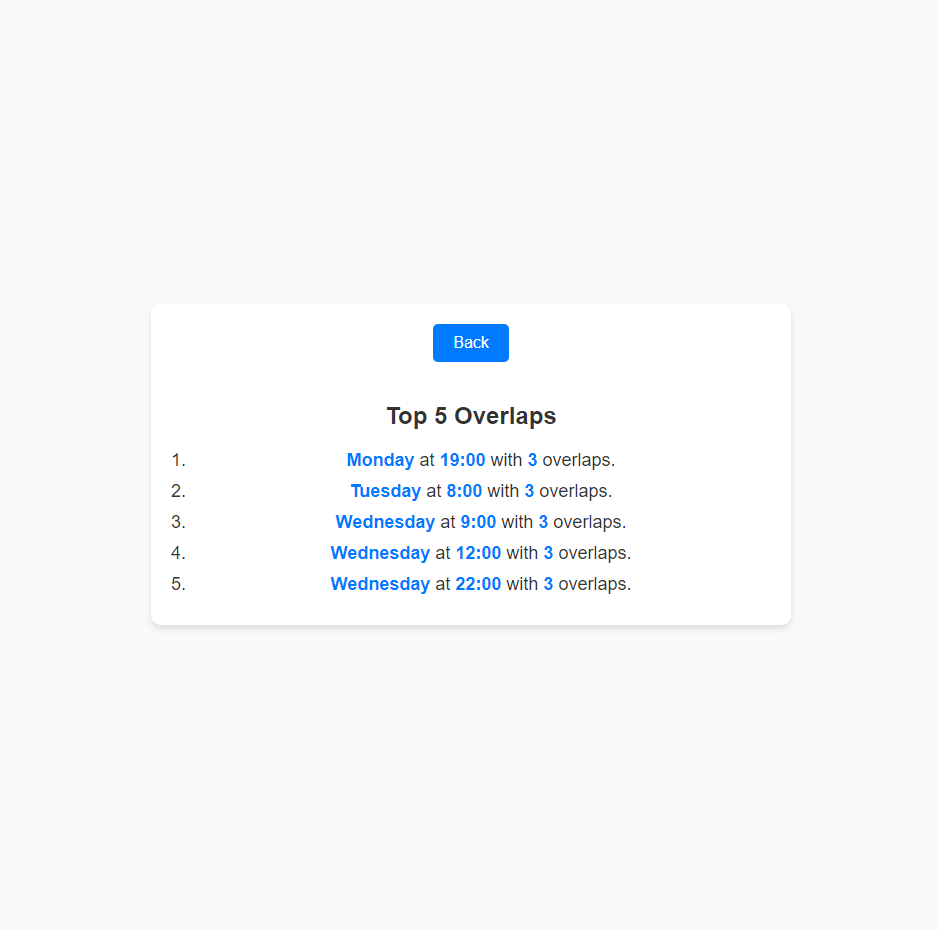 Back
Top 5 Overlaps
1. Monday at 19:00 with 3 overlaps.
2. Tuesday at 8:00 with 3 overlaps.
3. Wednesday at 9:00 with 3 overlaps.
4. Wednesday at 12:00 with 3 overlaps.
5. Wednesday at 22:00 with 3 overlaps.